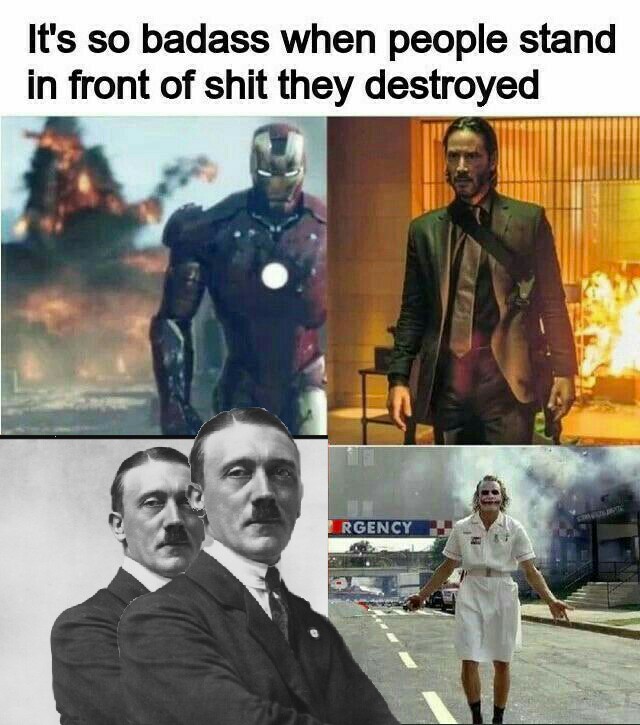 It's so badass when people stand
in front of shit they destroyed
RGENCY